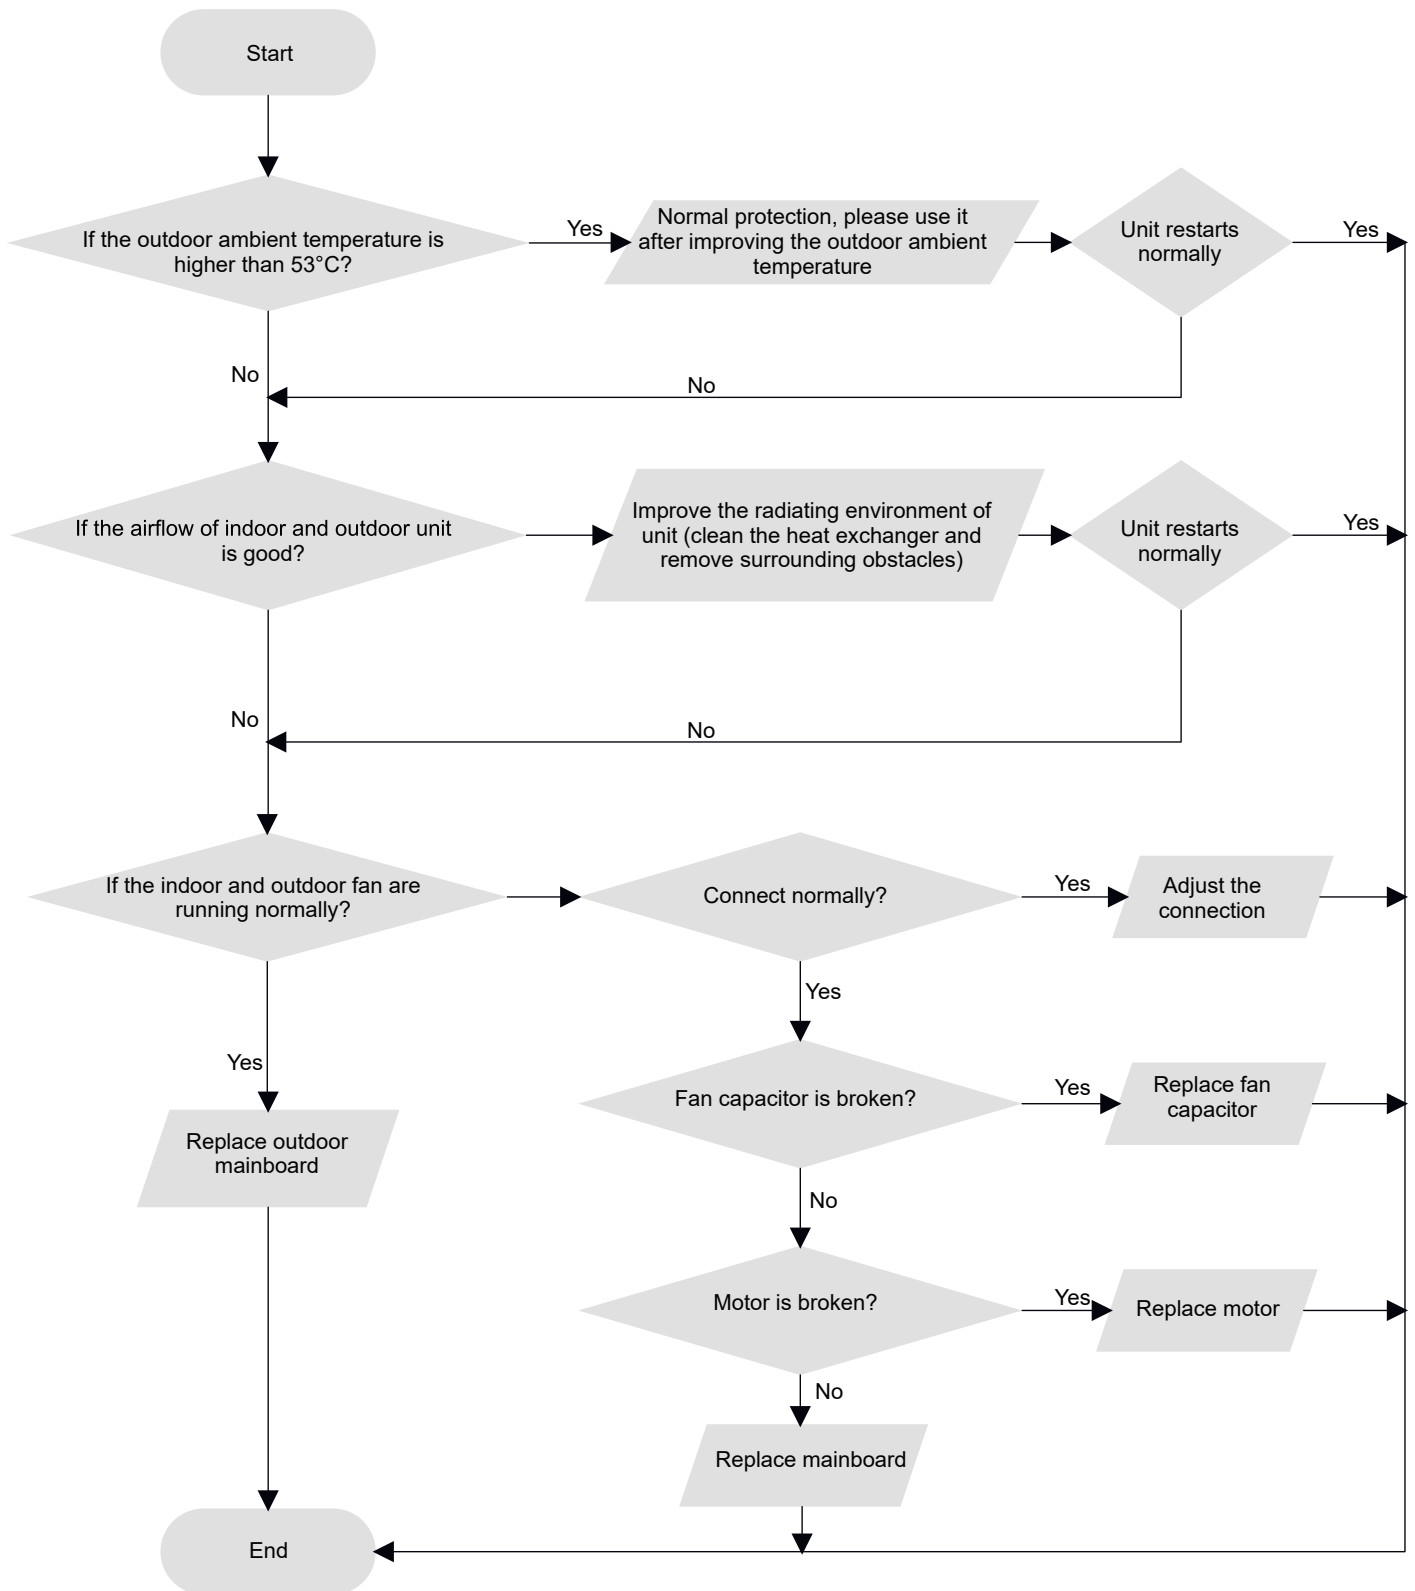 Start
If the outdoor ambient temperature is
higher than 53°C?
Yes
Normal protection, please use it
after improving the outdoor ambient
temperature
Unit restarts
normally
Yes
No
No
If the airflow of indoor and outdoor unit
is good?
Improve the radiating environment of
unit (clean the heat exchanger and
remove surrounding obstacles)
Unit restarts
normally
Yes
No
No
If the indoor and outdoor fan are
running normally?
Connect normally?
Yes
Adjust the
connection
Yes
Yes
Fan capacitor is broken?
Yes
Replace fan
capacitor
Replace outdoor
mainboard
No
Motor is broken?
Yes
Replace motor
No
Replace mainboard
End